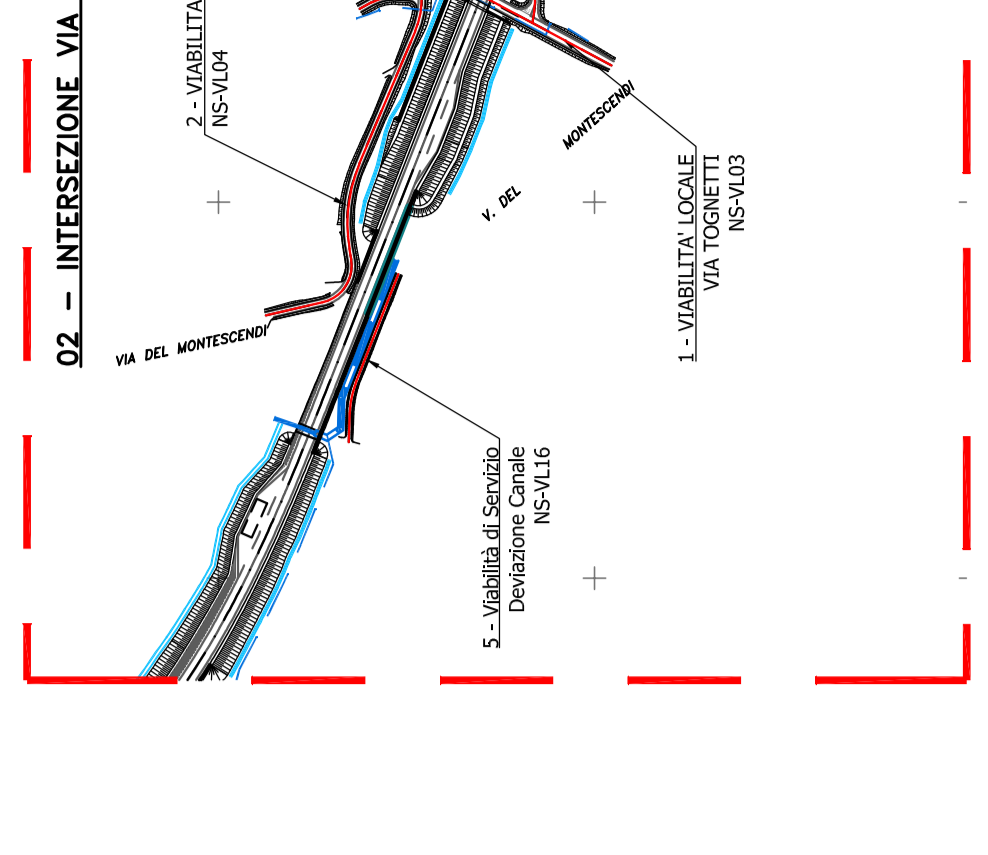 02 - INTERSEZIONE VIA
2 - VIABILITA
NS-VL04
MONTESCENDI
V. DEL
1 - VIABILITA' LOCALE
VIA TOGNETTI
NS-VL03
VIA DEL MONTESCENDI
5 - Viabilità di Servizio
Deviazione Canale
NS-VL16